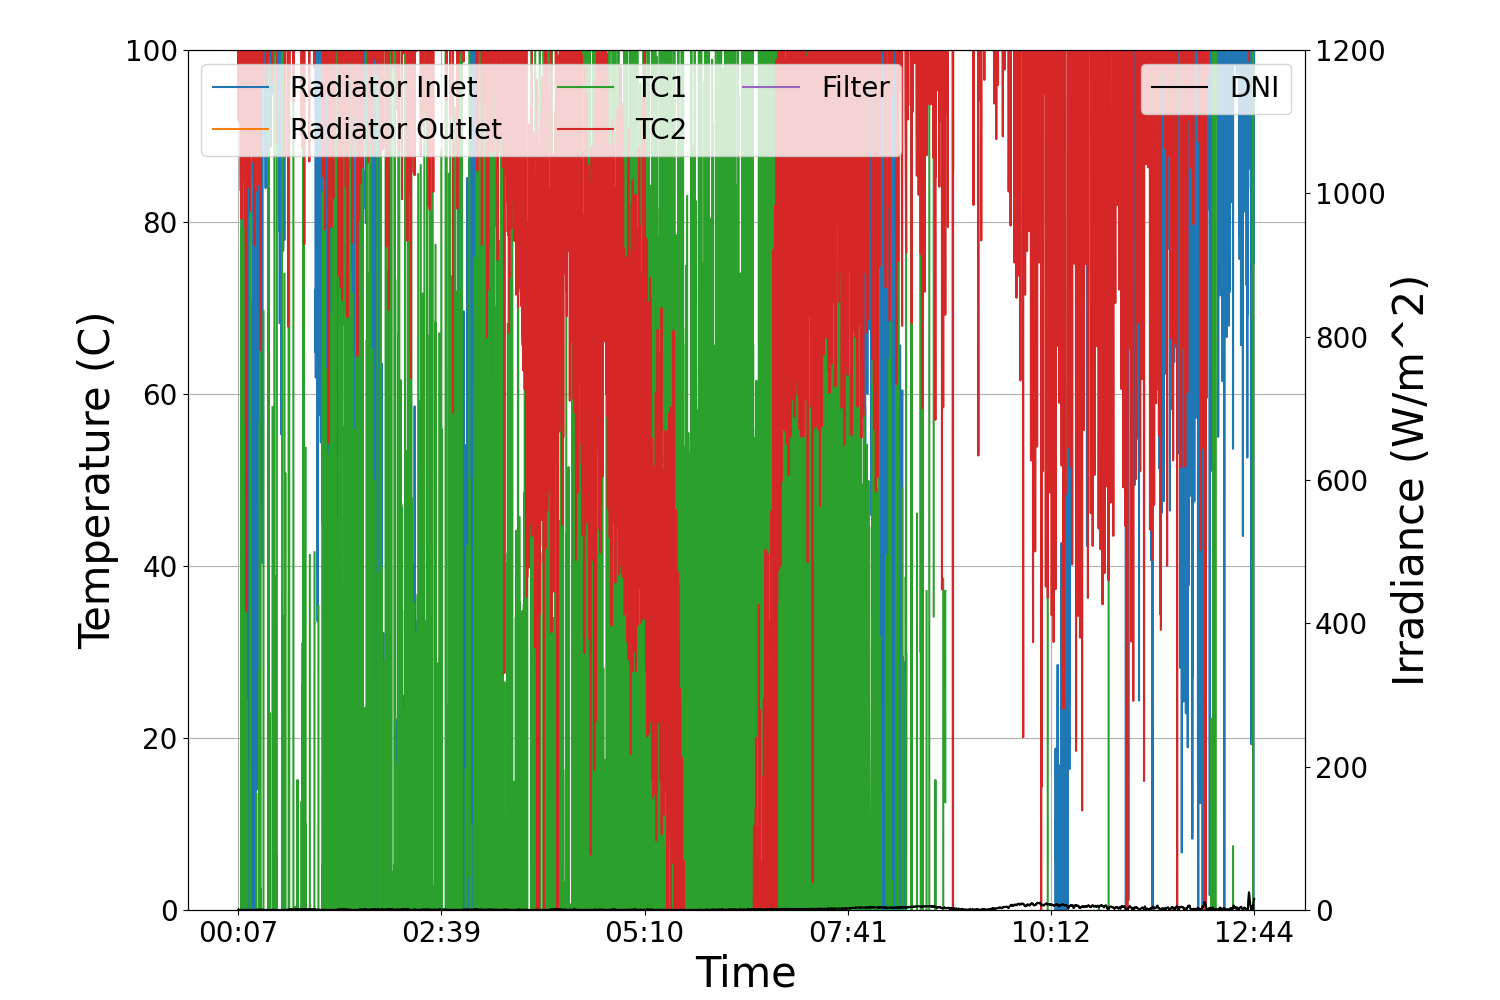 Radiator Inlet
Radiator Outlet
TC1
TC2
Filter
DNI
Temperature (C)
100
80
60
40
20
0
Irradiance (W/m^2)
1200
1000
800
600
400
200
0
00:07 02:39 05:10 07:41 10:12 12:44
Time